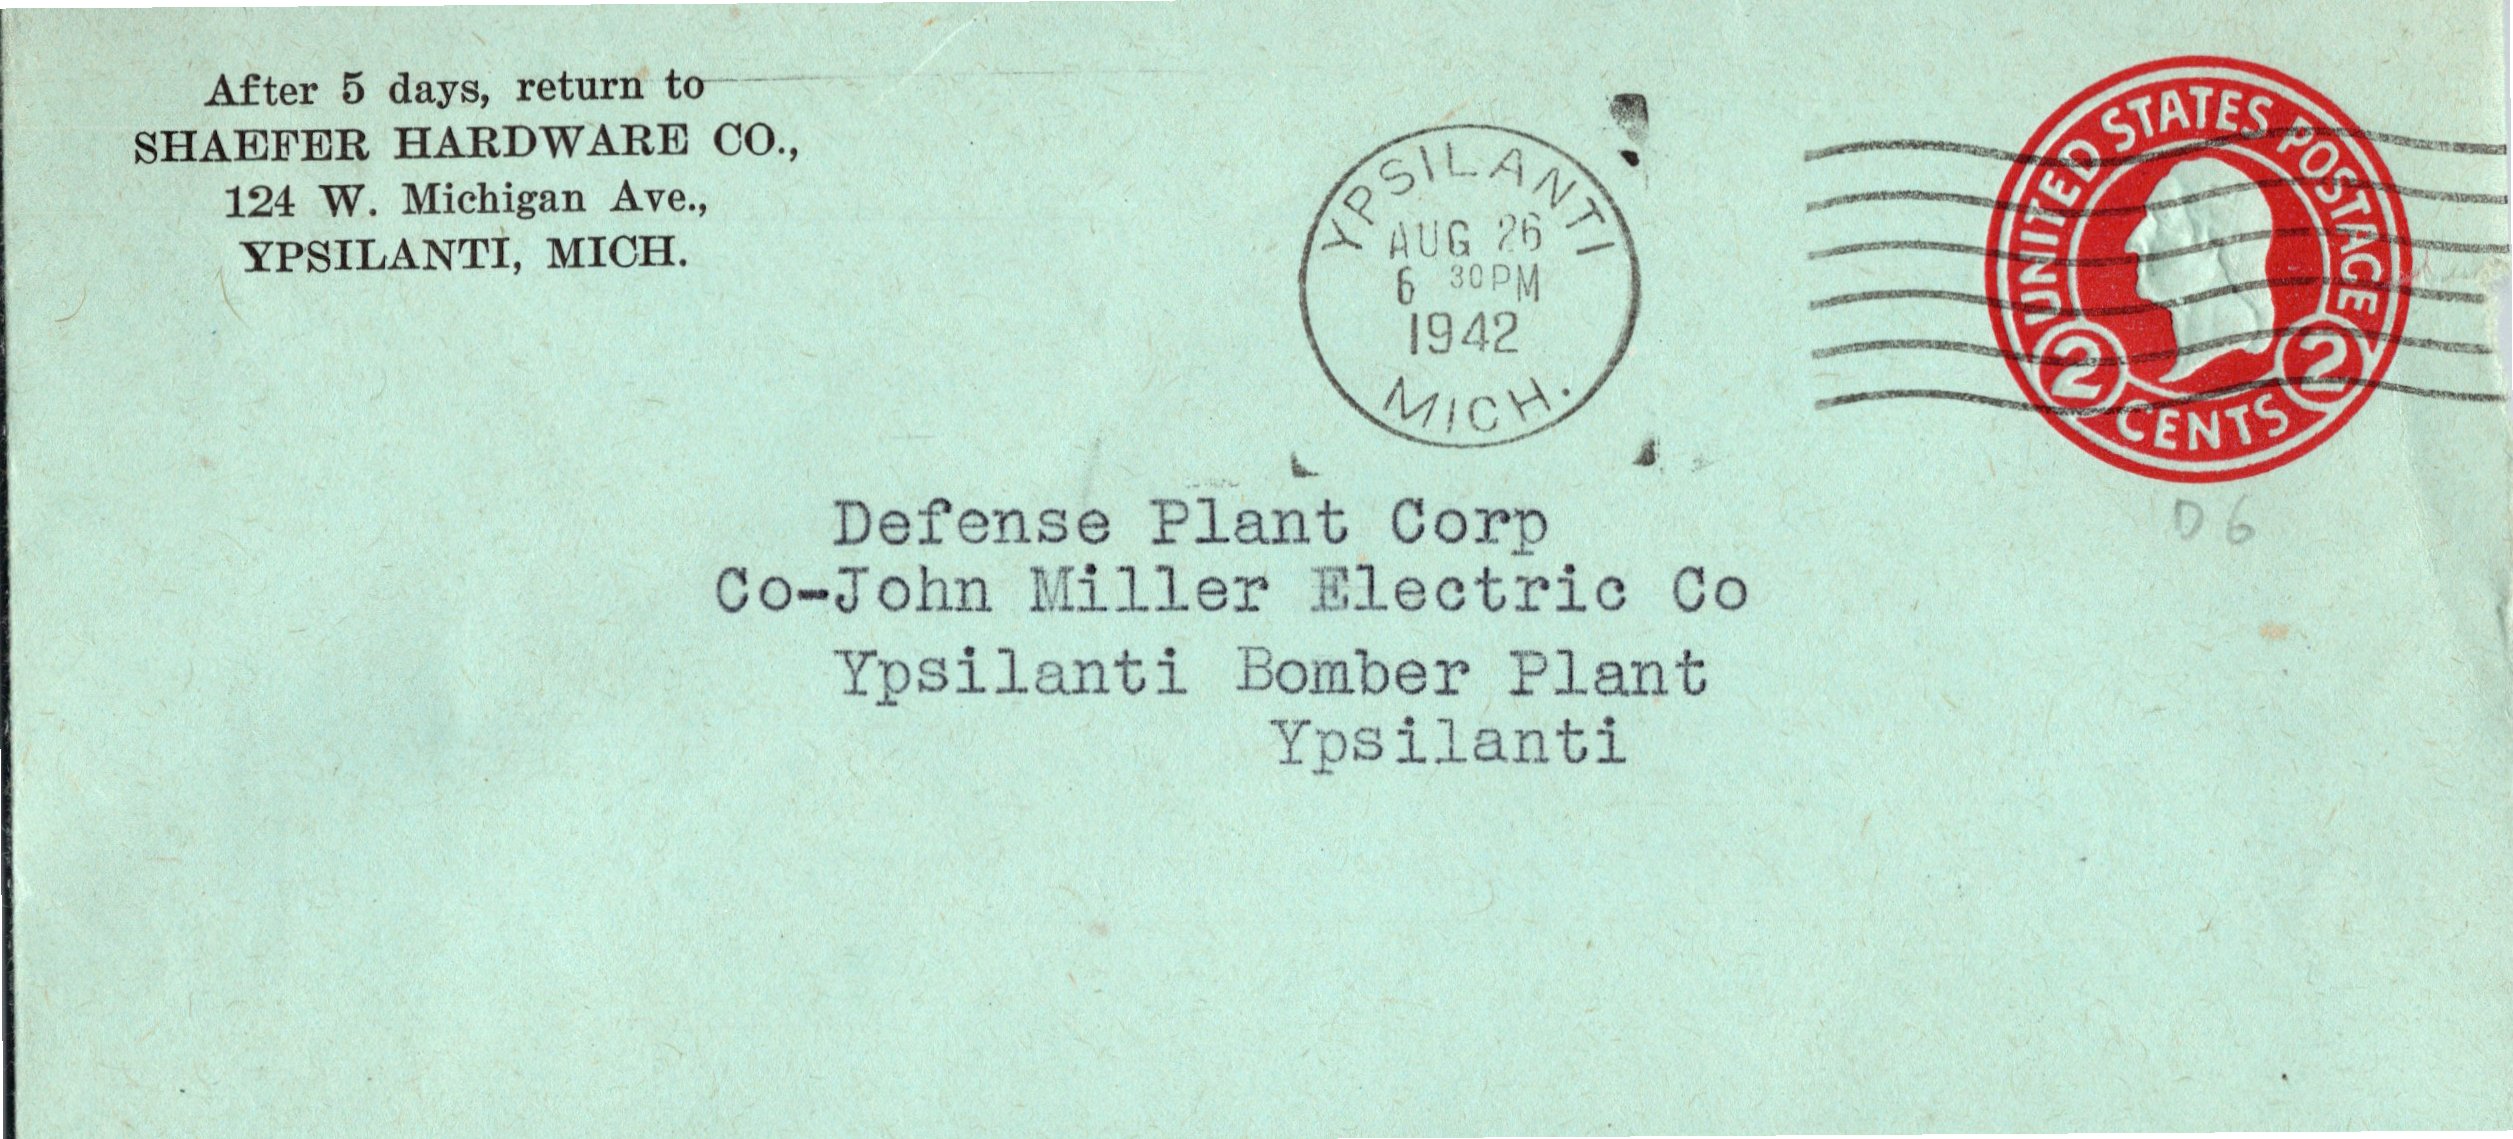 After 5 days, return to
SHAEFER HARDWARE CO.,
124 W. Michigan Ave.,
YPSILANTI, MICH.
YPSILANTI
AUG 26
6 30PM
1942
MICH.
UNITED STATES POSTAGE
2 CENTS 2
D6
Defense Plant Corp
Co-John Miller Electric Co
Ypsilanti Bomber Plant
Ypsilanti